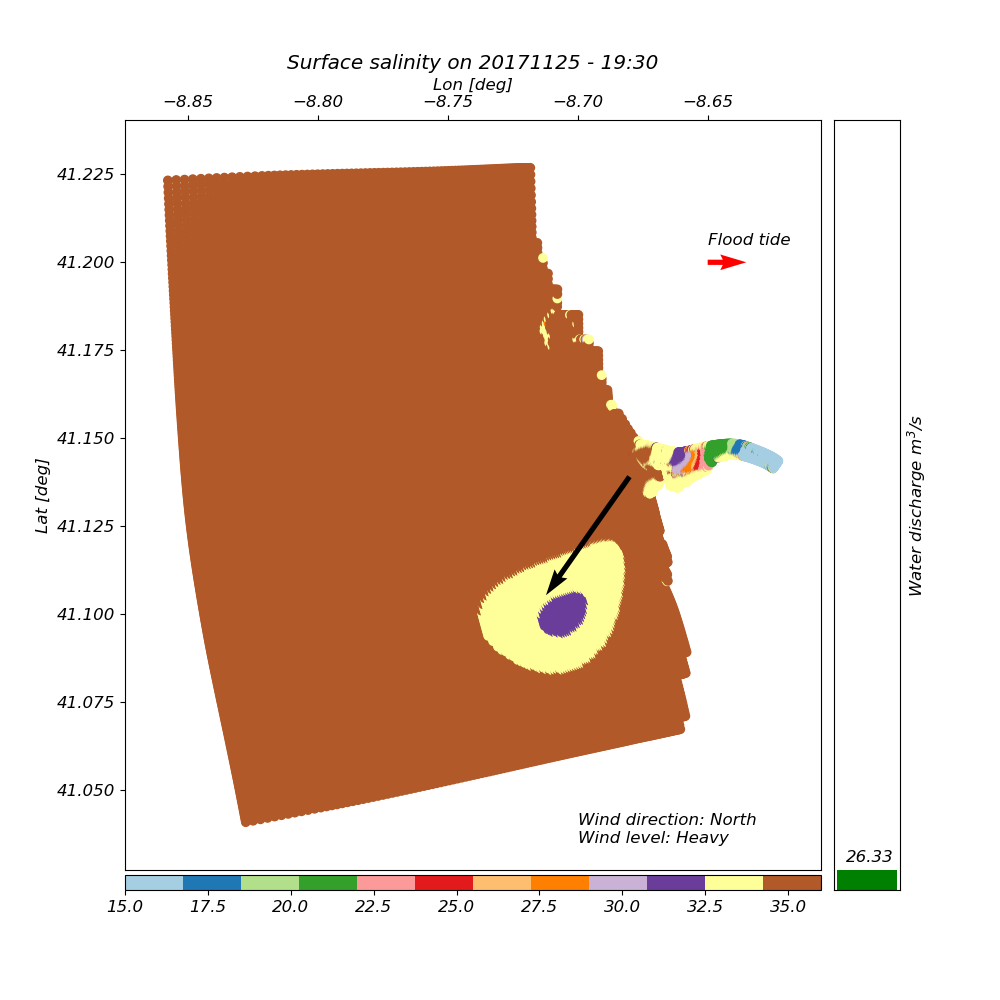 Surface salinity on 20171125 - 19:30
Lon [deg]
−8.85 −8.80 −8.75 −8.70 −8.65
41.225
41.200
41.175
41.150
41.125
41.100
41.075
41.050
Lat [deg]
Flood tide
Wind direction: North
Wind level: Heavy
Water discharge m³/s
26.33
15.0 17.5 20.0 22.5 25.0 27.5 30.0 32.5 35.0